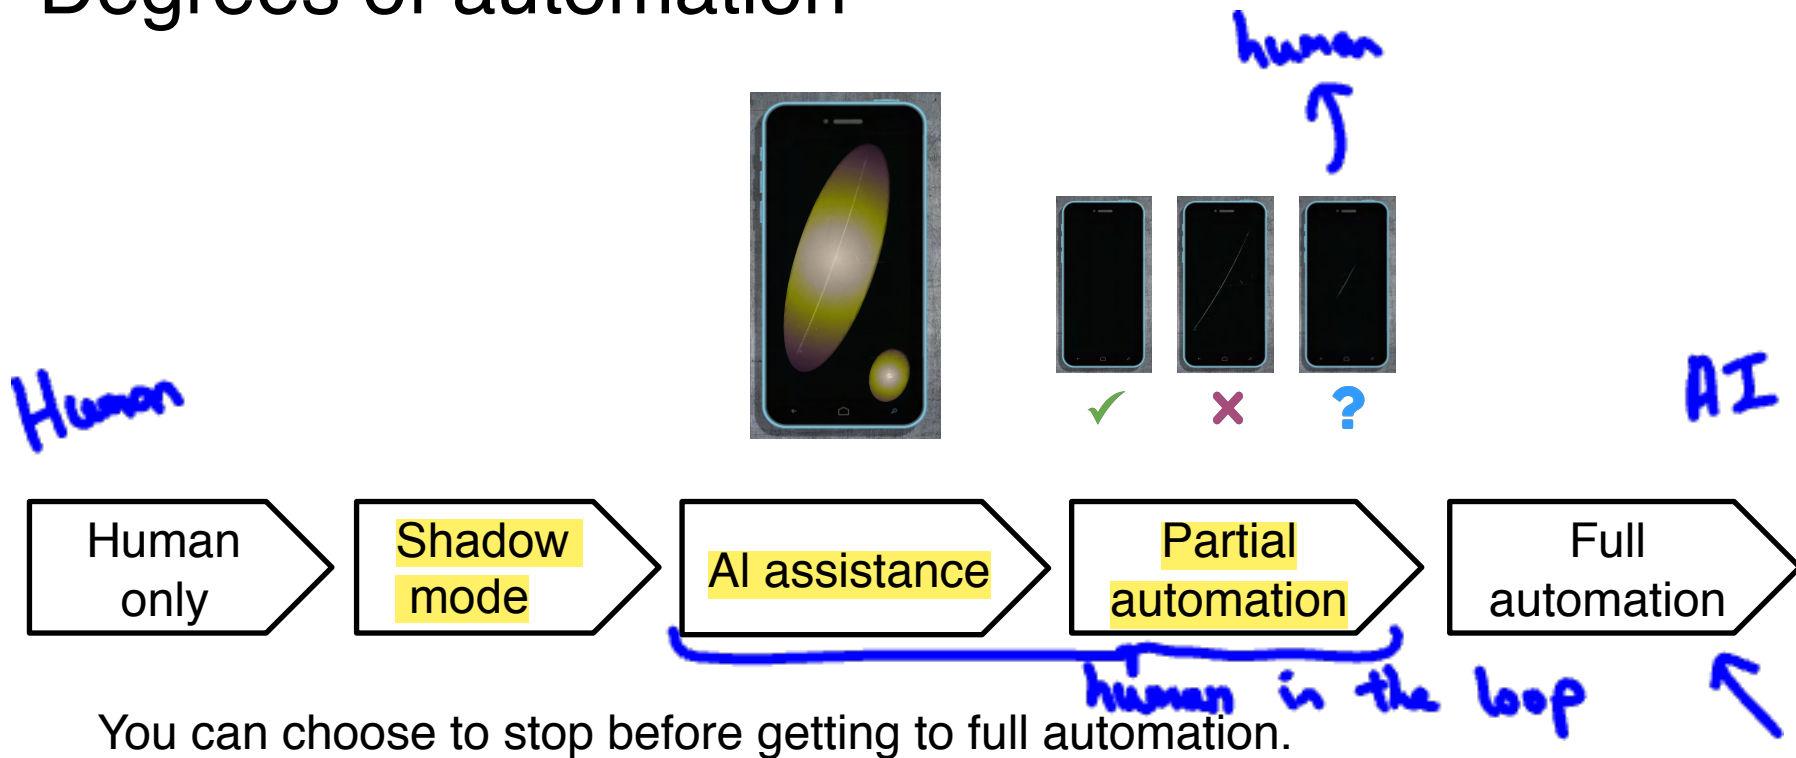 Degrees of automation
human
Human
AI
Human
only
Shadow
mode
AI assistance
Partial
automation
Full
automation
human in the loop
You can choose to stop before getting to full automation.